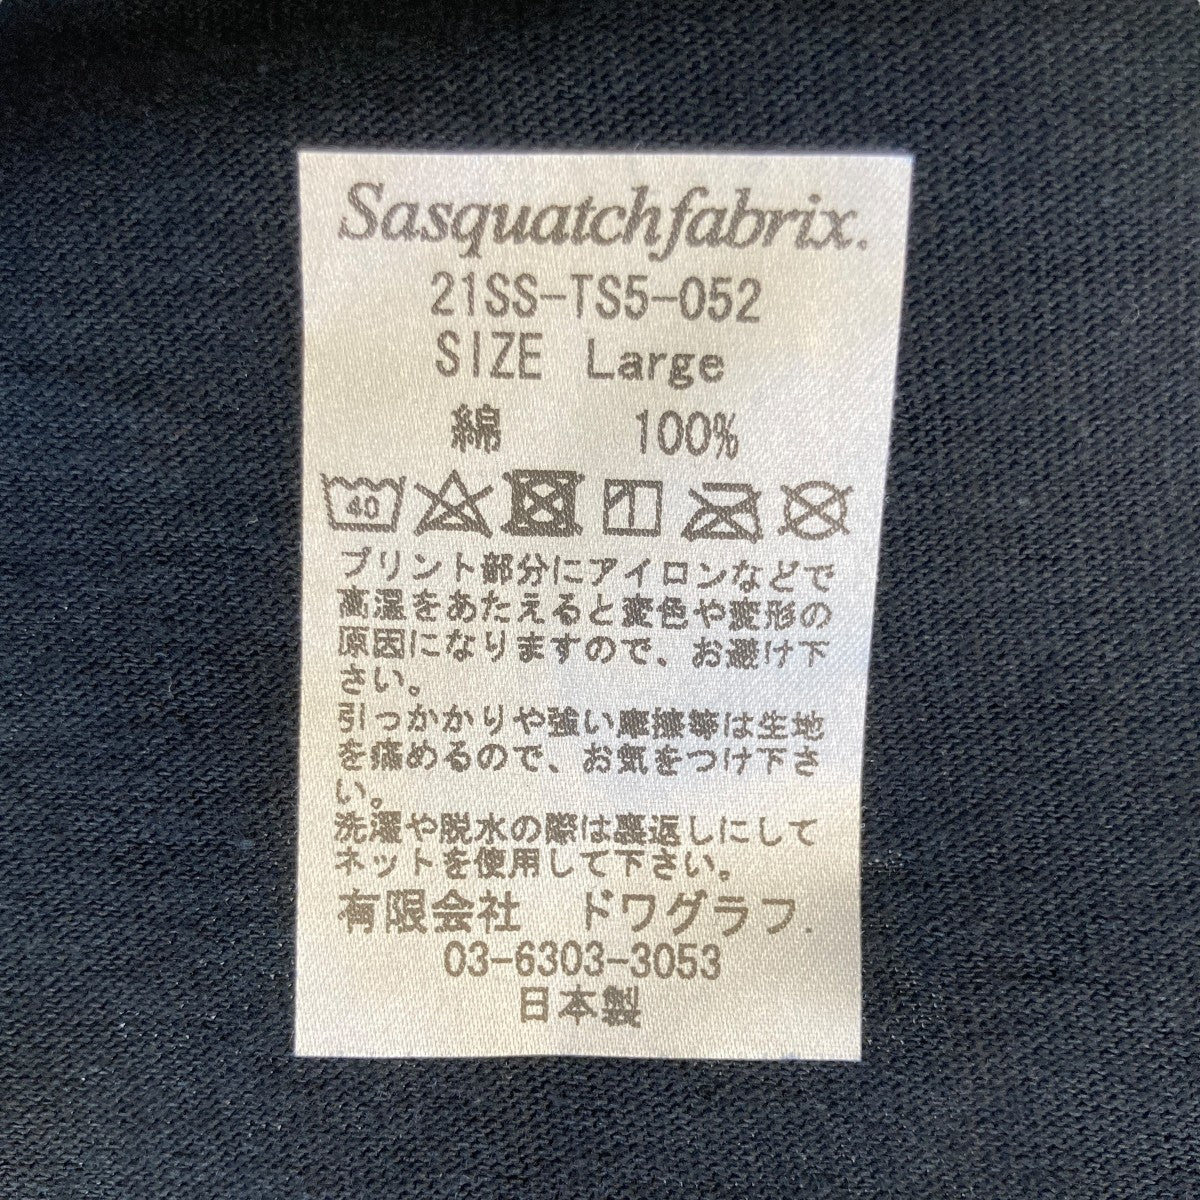 Sasquatchfabrix.
21SS-TS5-052
SIZE Large
綿 100%
40
プリント部分にアイロンなどで
高温をあたえると変色や変形の
原因になりますので、お避け下
さい。
引っかかりや強い摩擦等は生地
を痛めるので、お気をつけ下さ
い。
洗濯や脱水の際は裏返しにして
ネットを使用して下さい。
有限会社 ドワグラフ.
03-6303-3053
日本製